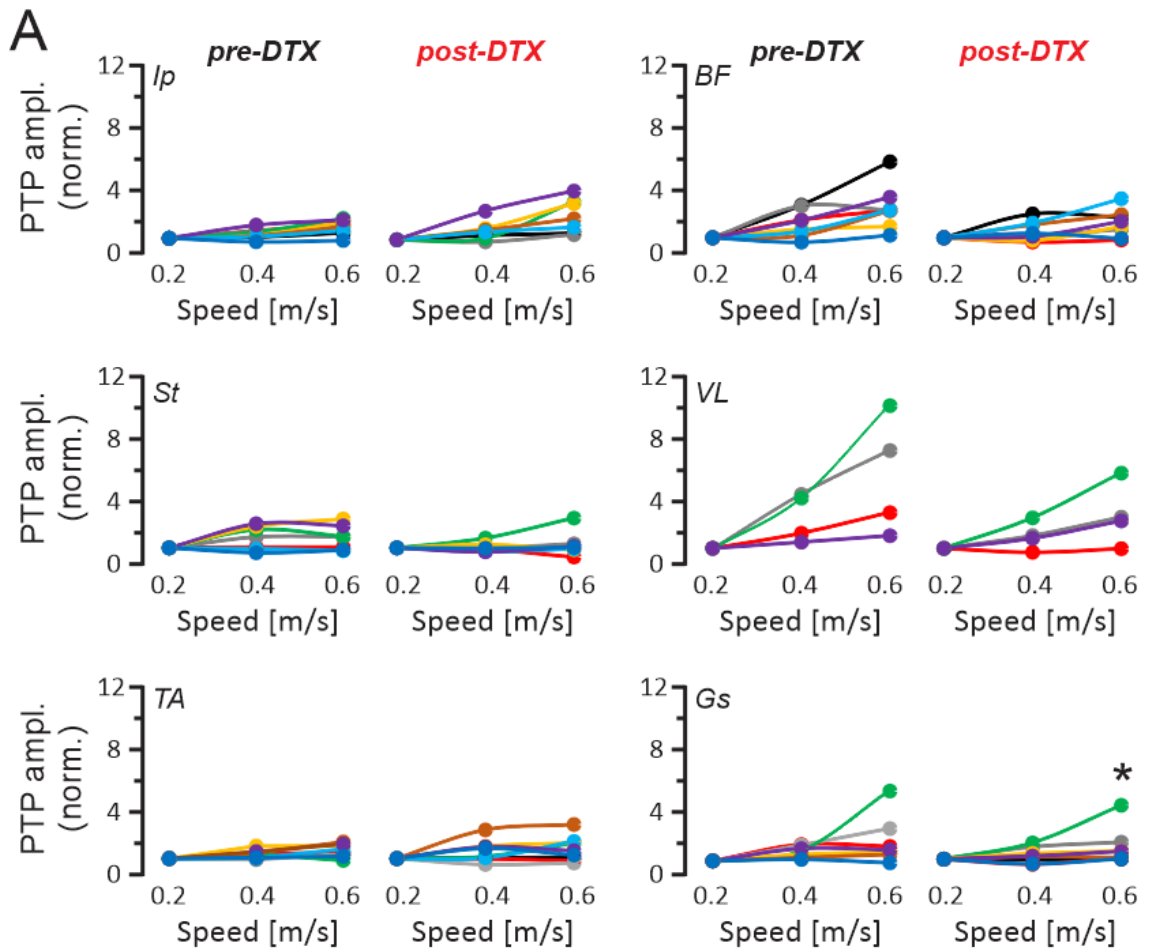 A
pre-DTX post-DTX pre-DTX post-DTX
PTP ampl.
(norm.)
12
8
4
0
Ip
0.2 0.4 0.6 0.2 0.4 0.6
Speed [m/s] Speed [m/s]
12
8
4
0
BF
0.2 0.4 0.6 0.2 0.4 0.6
Speed [m/s] Speed [m/s]
PTP ampl.
(norm.)
12
8
4
0
St
0.2 0.4 0.6 0.2 0.4 0.6
Speed [m/s] Speed [m/s]
12
8
4
0
VL
0.2 0.4 0.6 0.2 0.4 0.6
Speed [m/s] Speed [m/s]
PTP ampl.
(norm.)
12
8
4
0
TA
0.2 0.4 0.6 0.2 0.4 0.6
Speed [m/s] Speed [m/s]
12
8
4
0
Gs
*
0.2 0.4 0.6 0.2 0.4 0.6
Speed [m/s] Speed [m/s]